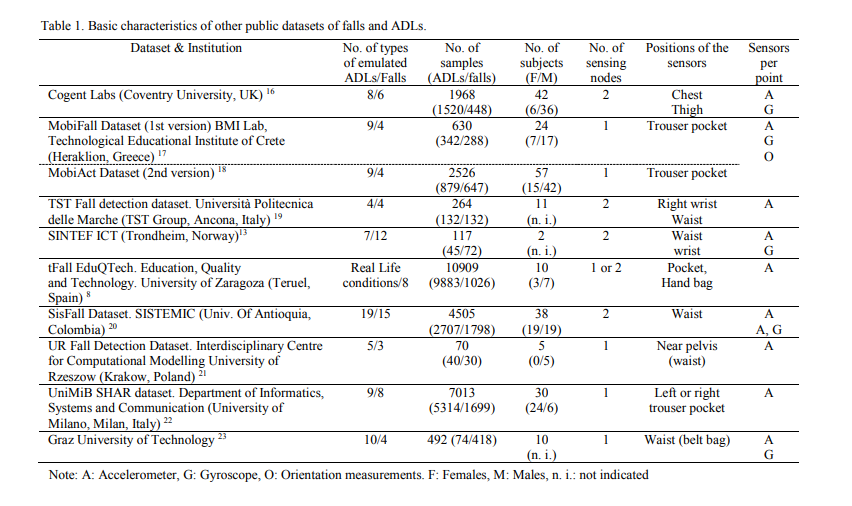 Table 1. Basic characteristics of other public datasets of falls and ADLs.
Dataset & Institution No. of types of emulated ADLs/Falls No. of samples (ADLs/falls) No. of subjects (F/M) No. of sensing nodes Positions of the sensors Sensors per point
Cogent Labs (Coventry University, UK) 16 8/6 1968 42 2 Chest A
(1520/448) (6/36) Thigh G
MobiFall Dataset (1st version) BMI Lab, 9/4 630 24 1 Trouser pocket A
Technological Educational Institute of Crete (342/288) (7/17) G
(Heraklion, Greece) 17 O
MobiAct Dataset (2nd version) 18 9/4 2526 57 1 Trouser pocket
(879/647) (15/42)
TST Fall detection dataset. Università Politecnica 4/4 264 11 2 Right wrist A
delle Marche (TST Group, Ancona, Italy) 19 (132/132) (n. i.) Waist
SINTEF ICT (Trondheim, Norway)13 7/12 117 2 2 Waist A
(45/72) (n. i.) wrist G
tFall EduQTech. Education, Quality Real Life 10909 10 1 or 2 Pocket, A
and Technology. University of Zaragoza (Teruel, conditions/8 (9883/1026) (3/7) Hand bag
Spain) 8
SisFall Dataset. SISTEMIC (Univ. Of Antioquia, 19/15 4505 38 2 Waist A
Colombia) 20 (2707/1798) (19/19) A, G
UR Fall Detection Dataset. Interdisciplinary Centre 5/3 70 5 1 Near pelvis A
for Computational Modelling University of (40/30) (0/5) (waist)
Rzeszow (Krakow, Poland) 21
UniMiB SHAR dataset. Department of Informatics, 9/8 7013 30 1 Left or right A
Systems and Communication (University of (5314/1699) (24/6) trouser pocket
Milano, Milan, Italy) 22
Graz University of Technology 23 10/4 492 (74/418) 10 1 Waist (belt bag) A
(n. i.) G
Note: A: Accelerometer, G: Gyroscope, O: Orientation measurements. F: Females, M: Males, n. i.: not indicated